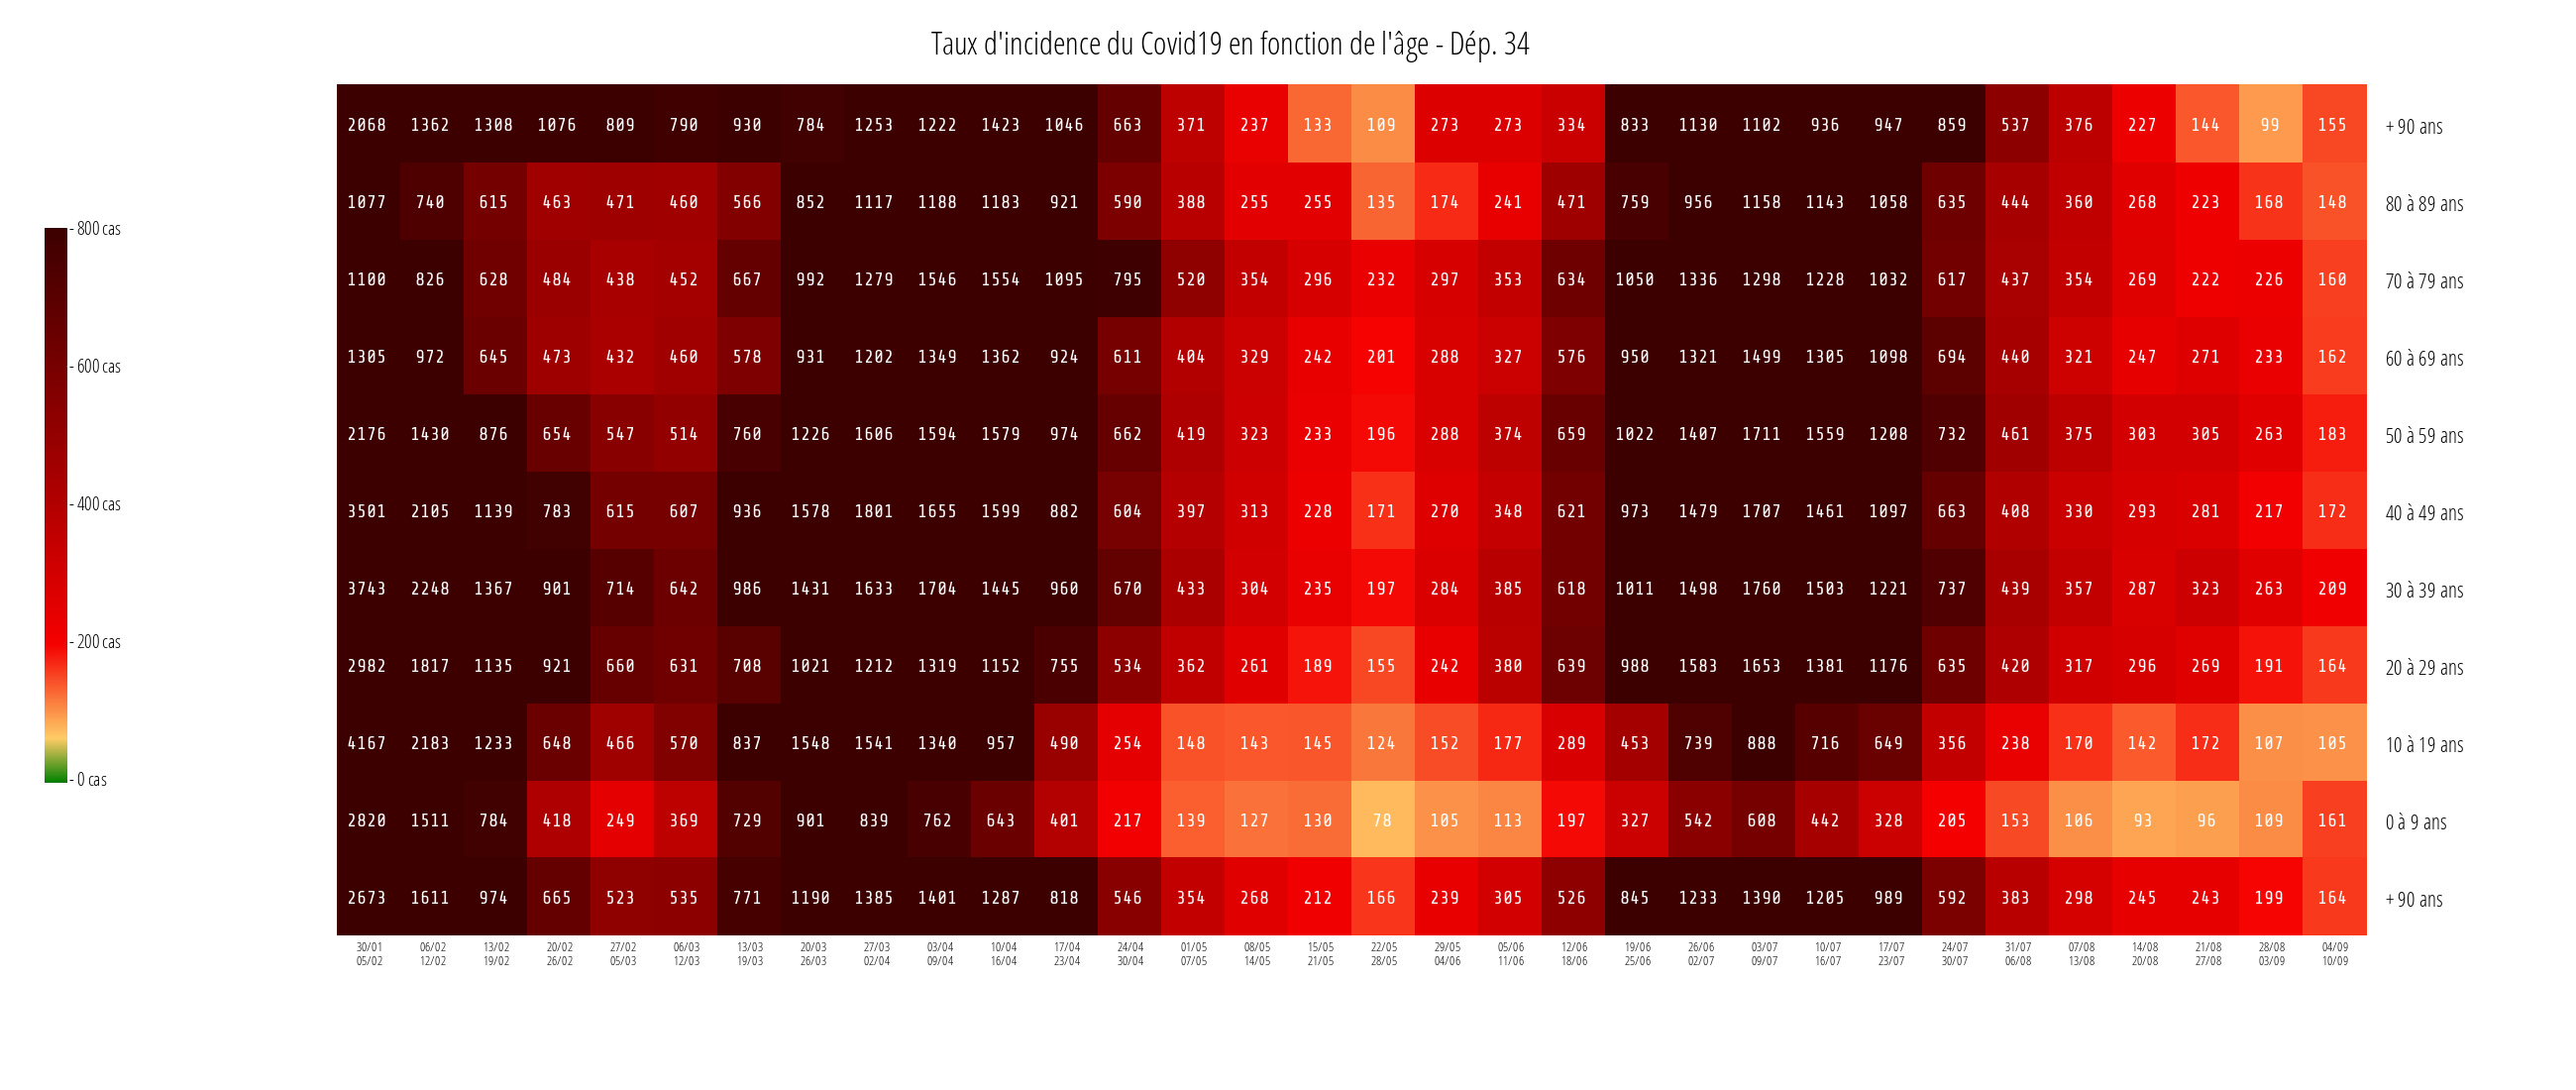 Taux d'incidence du Covid19 en fonction de l'âge - Dép. 34
2068 1362 1308 1076 809 790 930 784 1253 1222 1423 1046 663 371 237 133 109 273 273 334 833 1130 1102 936 947 859 537 376 227 144 99 155 + 90 ans
1077 740 615 463 471 460 566 852 1117 1188 1183 921 590 388 255 255 135 174 241 471 759 956 1158 1143 1058 635 444 360 268 223 168 148 80 à 89 ans
1100 826 628 484 438 452 667 992 1279 1546 1554 1095 795 520 354 296 232 297 353 634 1050 1336 1298 1228 1032 617 437 354 269 222 226 160 70 à 79 ans
1305 972 645 473 432 460 578 931 1202 1349 1362 924 611 404 329 242 201 288 327 576 950 1321 1499 1305 1098 694 440 321 247 271 233 162 60 à 69 ans
2176 1430 876 654 547 514 760 1226 1606 1594 1579 974 662 419 323 233 196 288 374 659 1022 1407 1711 1559 1208 732 461 375 303 305 263 183 50 à 59 ans
3501 2105 1139 783 615 607 936 1578 1801 1655 1599 882 604 397 313 228 171 270 348 621 973 1479 1707 1461 1097 663 408 330 293 281 217 172 40 à 49 ans
3743 2248 1367 901 714 642 986 1431 1633 1704 1445 960 670 433 304 235 197 284 385 618 1011 1498 1760 1503 1221 737 439 357 287 323 263 209 30 à 39 ans
2982 1817 1135 921 660 631 708 1021 1212 1319 1152 755 534 362 261 189 155 242 380 639 988 1583 1653 1381 1176 635 420 317 296 269 191 164 20 à 29 ans
4167 2183 1233 648 466 570 837 1548 1541 1340 957 490 254 148 143 145 124 152 177 289 453 739 888 716 649 356 238 170 142 172 107 105 10 à 19 ans
2820 1511 784 418 249 369 729 901 839 762 643 401 217 139 127 130 78 105 113 197 327 542 608 442 328 205 153 106 93 96 109 161 0 à 9 ans
2673 1611 974 665 523 535 771 1190 1385 1401 1287 818 546 354 268 212 166 239 305 526 845 1233 1390 1205 989 592 383 298 245 243 199 164 + 90 ans
30/01 06/02 13/02 20/02 27/02 06/03 13/03 20/03 27/03 03/04 10/04 17/04 24/04 01/05 08/05 15/05 22/05 29/05 05/06 12/06 19/06 26/06 03/07 10/07 17/07 24/07 31/07 07/08 14/08 21/08 28/08 04/09
05/02 12/02 19/02 26/02 05/03 12/03 19/03 26/03 02/04 09/04 16/04 23/04 30/04 07/05 14/05 21/05 28/05 04/06 11/06 18/06 25/06 02/07 09/07 16/07 23/07 30/07 06/08 13/08 20/08 27/08 03/09 10/09
- 800 cas
- 600 cas
- 400 cas
- 200 cas
- 0 cas